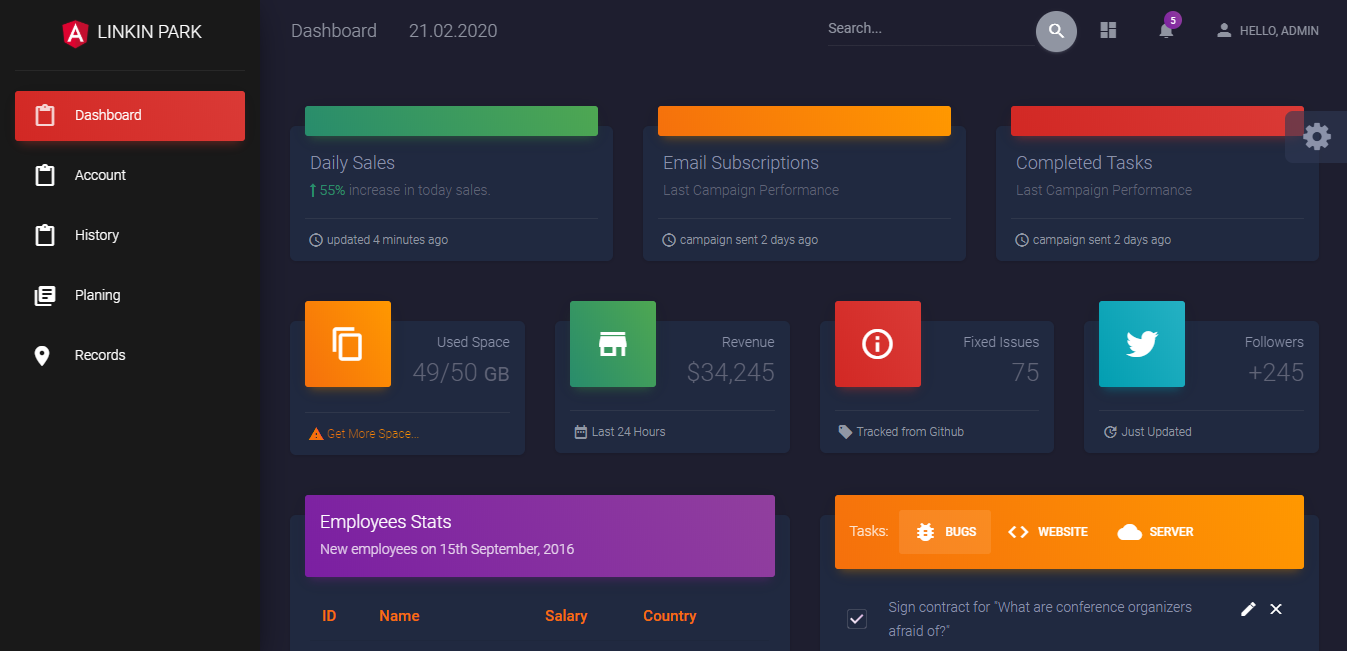 LINKIN PARK
Dashboard
Account
History
Planing
Records
Dashboard 21.02.2020
Search...
5
HELLO, ADMIN
Daily Sales
55% increase in today sales.
updated 4 minutes ago
Email Subscriptions
Last Campaign Performance
campaign sent 2 days ago
Completed Tasks
Last Campaign Performance
campaign sent 2 days ago
Used Space
49/50 GB
Get More Space...
Revenue
$34,245
Last 24 Hours
Fixed Issues
75
Tracked from Github
Followers
+245
Just Updated
Employees Stats
New employees on 15th September, 2016
ID Name Salary Country
Tasks: BUGS WEBSITE SERVER
Sign contract for "What are conference organizers
afraid of?"